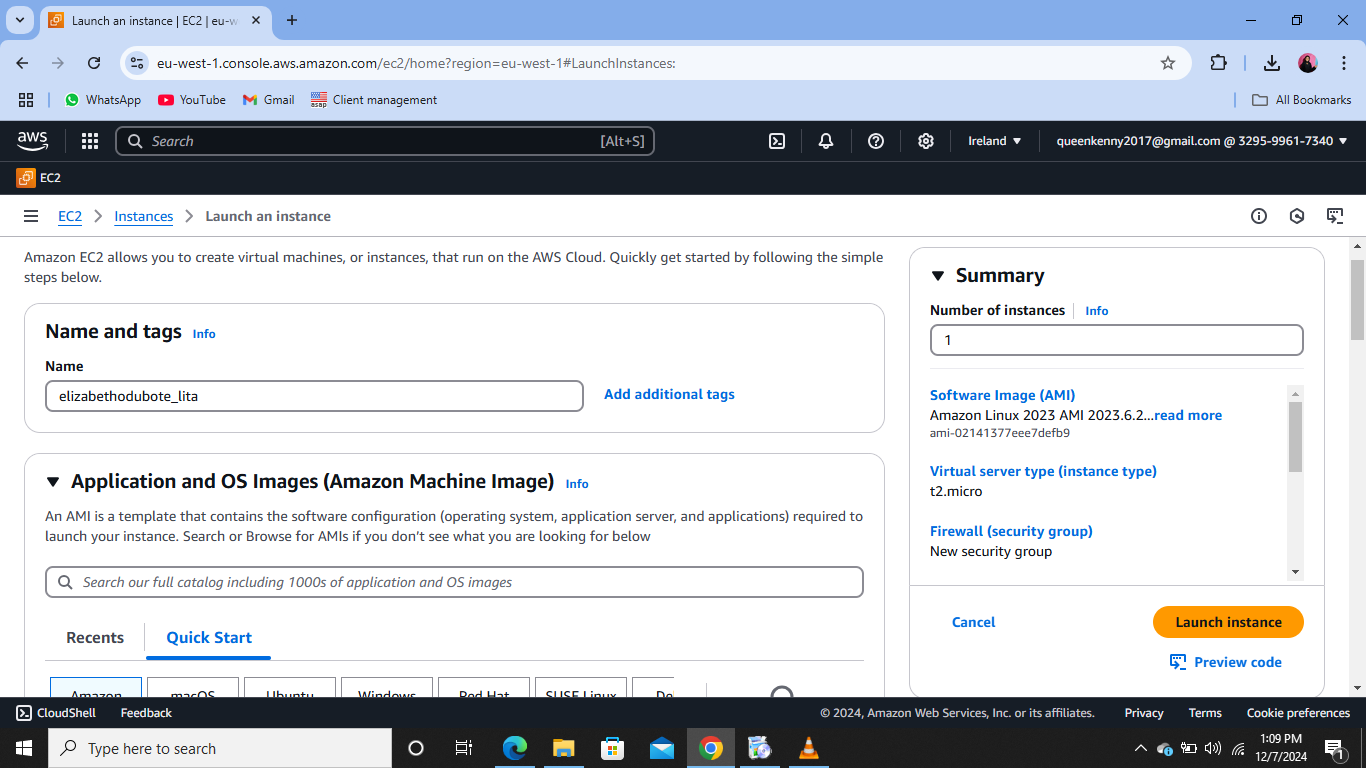 Launch an instance | EC2 | eu-w
eu-west-1.console.aws.amazon.com/ec2/home?region=eu-west-1#LaunchInstances:
WhatsApp
YouTube
Gmail
asap
Client management
All Bookmarks
aws
Search
[Alt+S]
Ireland
queenkenny2017@gmail.com @ 3295-9961-7340
EC2
EC2
Instances
Launch an instance
Amazon EC2 allows you to create virtual machines, or instances, that run on the AWS Cloud. Quickly get started by following the simple
steps below.
Name and tags
Info
Name
elizabethodubote_lita
Add additional tags
Application and OS Images (Amazon Machine Image)
Info
An AMI is a template that contains the software configuration (operating system, application server, and applications) required to
launch your instance. Search or Browse for AMIs if you don't see what you are looking for below
Search our full catalog including 1000s of application and OS images
Recents
Quick Start
Amazon
macOS
Ubuntu
Windows
Red Hat
SUSE Linux
De
Summary
Number of instances
Info
1
Software Image (AMI)
Amazon Linux 2023 AMI 2023.6.2...read more
ami-02141377eee7defb9
Virtual server type (instance type)
t2.micro
Firewall (security group)
New security group
Cancel
Launch instance
Preview code
CloudShell
Feedback
© 2024, Amazon Web Services, Inc. or its affiliates.
Privacy
Terms
Cookie preferences
Type here to search
1:09 PM
12/7/2024
1